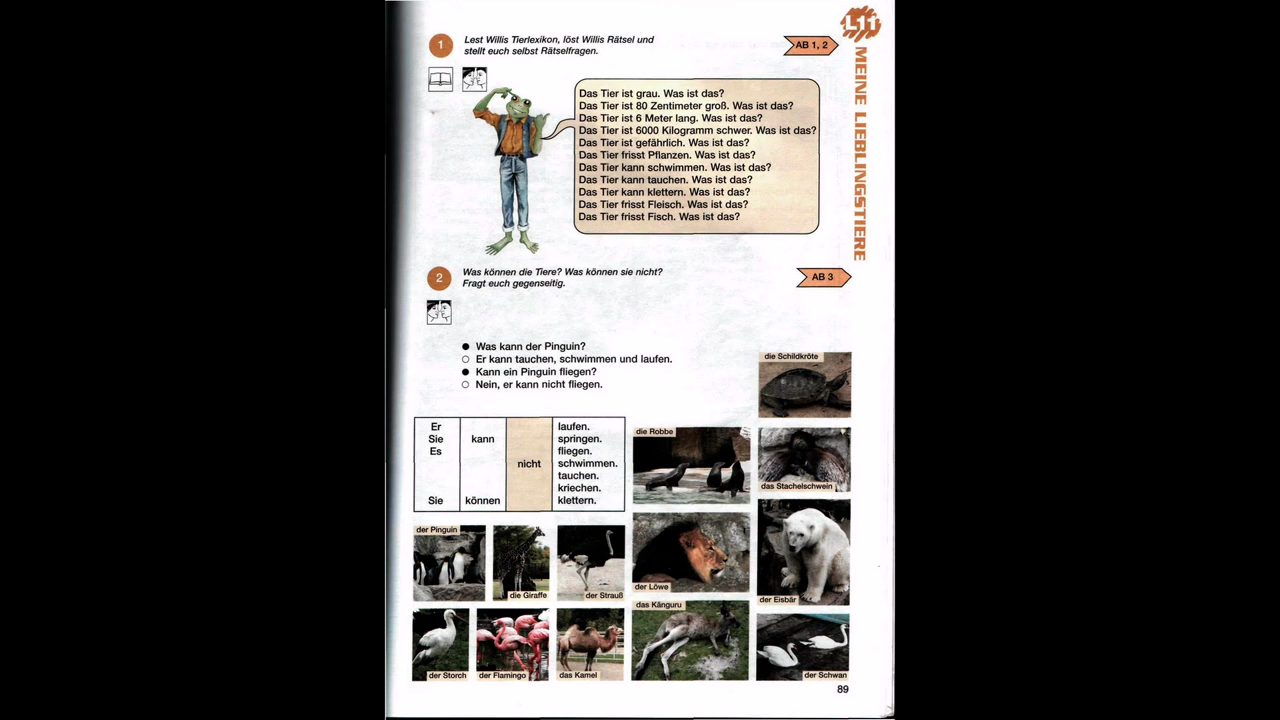 L11
MEINE LIEBLINGSTIERE
1
Lest Willis Tierlexikon, löst Willis Rätsel und
stellt euch selbst Rätselfragen.
AB 1, 2
Das Tier ist grau. Was ist das?
Das Tier ist 80 Zentimeter groß. Was ist das?
Das Tier ist 6 Meter lang. Was ist das?
Das Tier ist 6000 Kilogramm schwer. Was ist das?
Das Tier ist gefährlich. Was ist das?
Das Tier frisst Pflanzen. Was ist das?
Das Tier kann schwimmen. Was ist das?
Das Tier kann tauchen. Was ist das?
Das Tier kann klettern. Was ist das?
Das Tier frisst Fleisch. Was ist das?
Das Tier frisst Fisch. Was ist das?
2
Was können die Tiere? Was können sie nicht?
Fragt euch gegenseitig.
AB 3
● Was kann der Pinguin?
○ Er kann tauchen, schwimmen und laufen.
● Kann ein Pinguin fliegen?
○ Nein, er kann nicht fliegen.
Er laufen.
Sie kann springen.
Es fliegen.
nicht schwimmen.
tauchen.
kriechen.
Sie können klettern.
die Schildkröte
die Robbe
das Stachelschwein
der Pinguin
die Giraffe
der Strauß
der Löwe
der Eisbär
das Känguru
der Storch
der Flamingo
das Kamel
der Schwan
89